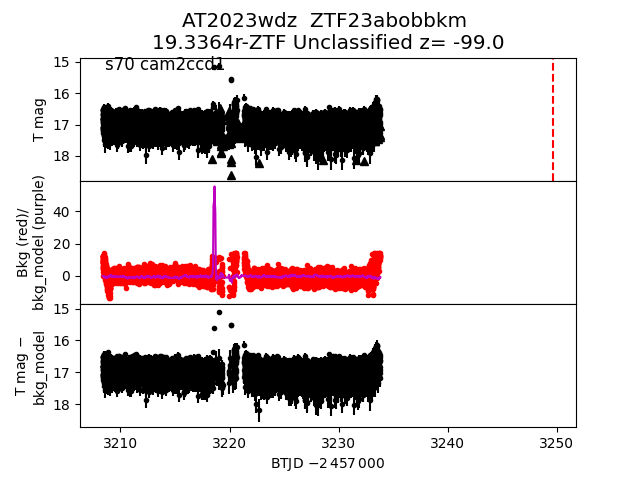 AT2023wdz  ZTF23abobbkm
19.3364r-ZTF Unclassified z= -99.0
s70 cam2ccd1
T mag
15
16
17
18
Bkg (red)/
bkg_model (purple)
40
20
0
T mag −
bkg_model
15
16
17
18
3210 3220 3230 3240 3250
BTJD −2 457 000